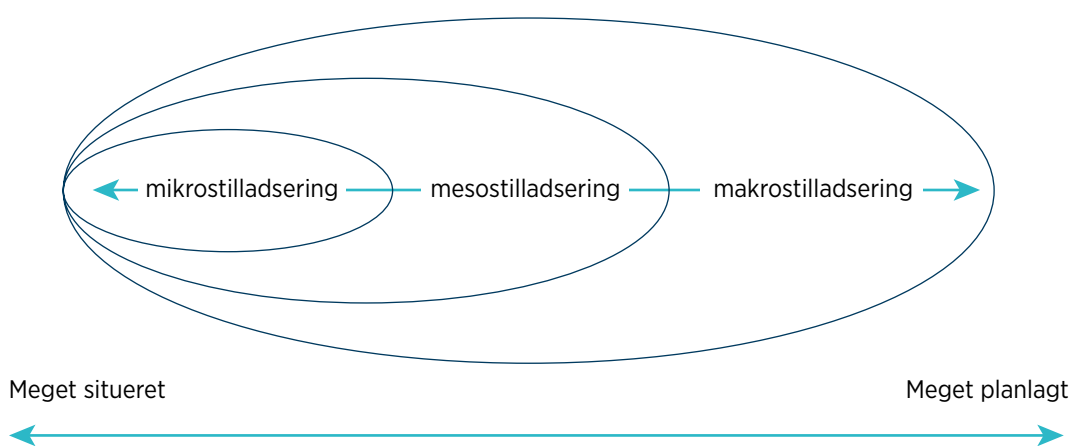 mikrostilladsering mesostilladsering makrostilladsering
Meget situeret Meget planlagt